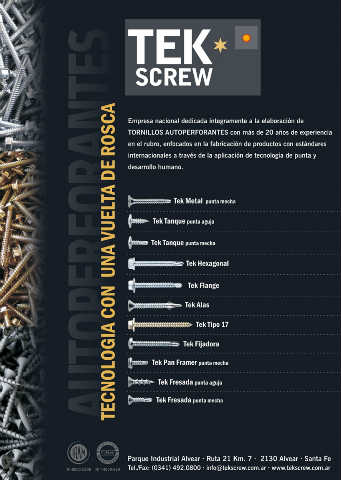 TEK
SCREW
Empresa nacional dedicada integramente a la elaboración de
TORNILLOS AUTOPERFORANTES con más de 20 años de experiencia
en el rubro, enfocados en la fabricación de productos con estándares
internacionales a través de la aplicación de tecnología de punta y
desarrollo humano.
AUTOPERFORANTES
TECNOLOGIA CON UNA VUELTA DE ROSCA
Tek Metal punta mecha
Tek Tanque punta aguja
Tek Tanque punta mecha
Tek Hexagonal
Tek Flange
Tek Alas
Tek Tipo 17
Tek Fijadora
Tek Pan Framer punta mecha
Tek Fresada punta aguja
Tek Fresada punta mecha
Parque Industrial Alvear · Ruta 21 Km. 7 · 2130 Alvear · Santa Fe
Tel./Fax: (0341) 492.0800 · info@tekscrew.com.ar · www.tekscrew.com.ar